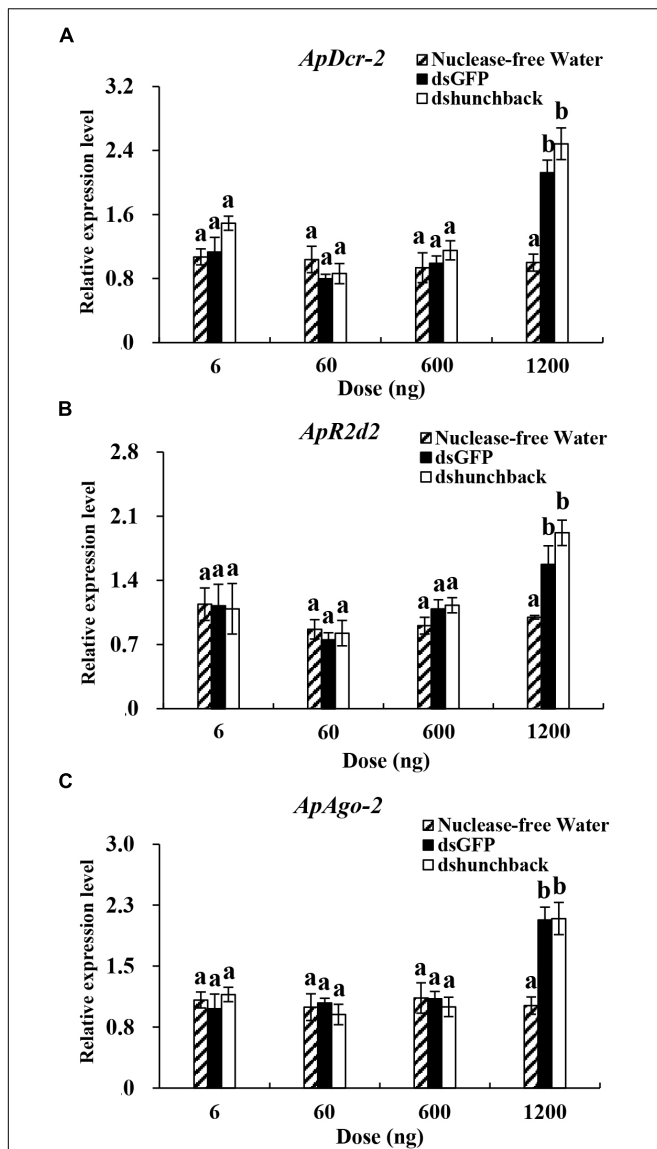 A
ApDcr-2
Nuclease-free Water
dsGFP
dshunchback
Relative expression level
3.2
2.4
1.6
0.8
.0
a a a
a a a
a a a
a b b
6 60 600 1200
Dose (ng)
B
ApR2d2
Nuclease-free Water
dsGFP
dshunchback
Relative expression level
2.8
2.1
1.4
0.7
.0
a a a
a a a
a a a
a b b
6 60 600 1200
Dose (ng)
C
ApAgo-2
Nuclease-free Water
dsGFP
dshunchback
Relative expression level
3.0
2.3
1.5
0.8
.0
a a a
a a a
a a a
a b b
6 60 600 1200
Dose (ng)